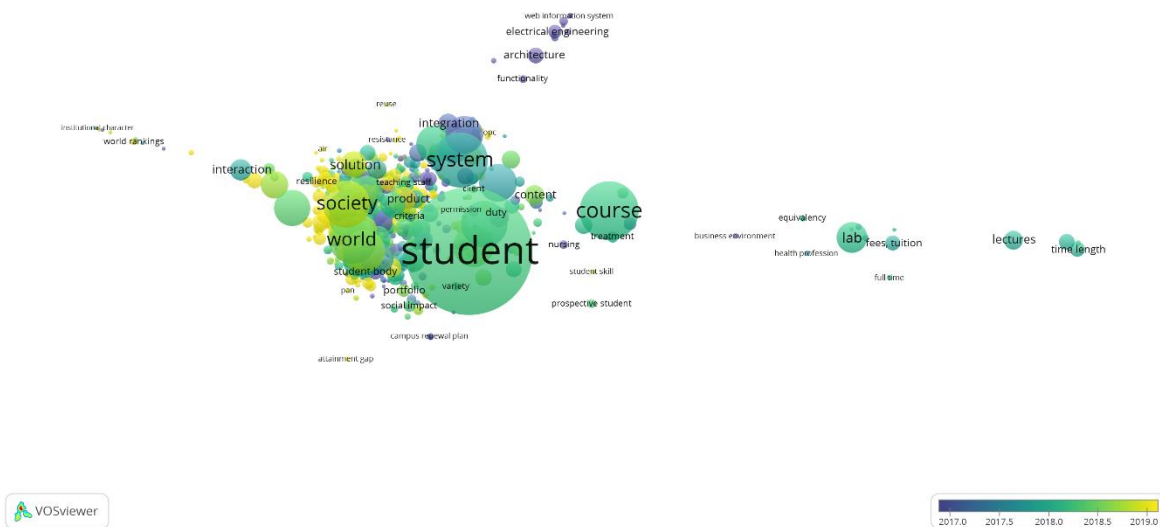 web information system
electrical engineering
architecture
functionality
reuse
institutional character
world rankings
integration
opc
resistance
air
system
interaction
solution
resilience
teaching staff
client
society
product
content
criteria
permission
duty
course
equivalency
world
student
treatment
business environment
lab
fees, tuition
lectures
nursing
health profession
time length
student body
student skill
full time
pan
portfolio
variety
social impact
prospective student
campus renewal plan
attainment gap
VOSviewer
2017.0 2017.5 2018.0 2018.5 2019.0